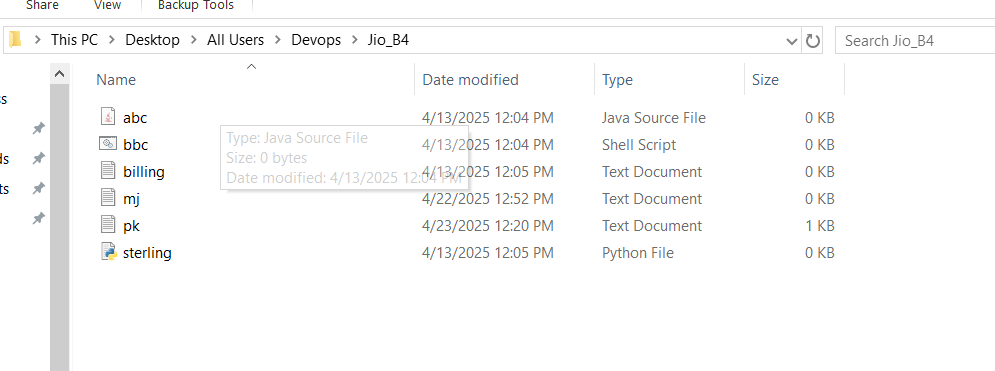 Share View Backup Tools
This PC > Desktop > All Users > Devops > Jio_B4 Search Jio_B4
Name Date modified Type Size
abc 4/13/2025 12:04 PM Java Source File 0 KB
bbc 4/13/2025 12:04 PM Shell Script 0 KB
billing 4/13/2025 12:05 PM Text Document 0 KB
mj 4/22/2025 12:52 PM Text Document 0 KB
pk 4/23/2025 12:20 PM Text Document 1 KB
sterling 4/13/2025 12:05 PM Python File 0 KB
Type: Java Source File
Size: 0 bytes
Date modified: 4/13/2025 12:04 PM